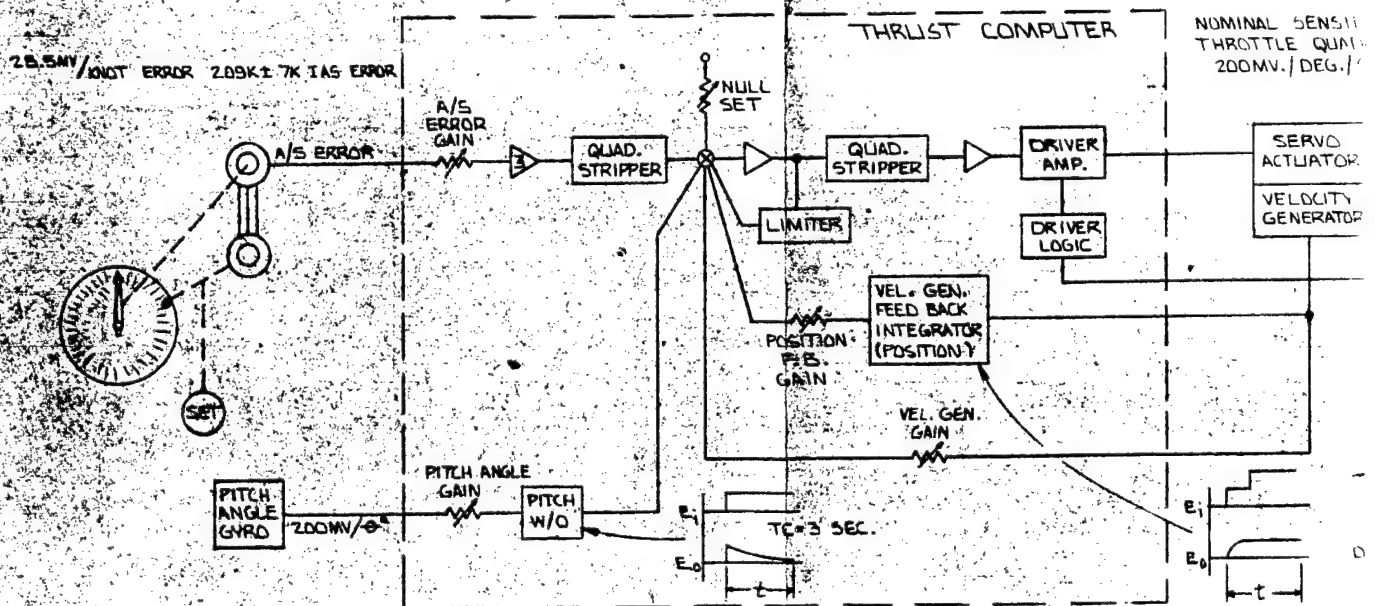 THRUST COMPUTER
NOMINAL
THROTTLE
200MV./DEG./
28.5MV/KNOT ERROR 209K± 7K IAS ERROR
NULL
SET
A/S
ERROR
GAIN
A/S ERROR
3
QUAD.
STRIPPER
QUAD.
STRIPPER
DRIVER
AMP.
SERVO
ACTUATOR
VELOCITY
GENERATOR
LIMITER
DRIVER
LOGIC
VEL. GEN.
FEED BACK
INTEGRATOR
(POSITION)
POSITION
F.B.
GAIN
SET
VEL. GEN.
GAIN
PITCH ANGLE
GAIN
PITCH
ANGLE
GYRO
200MV/θ°
PITCH
W/O
Ei
TC=3 SEC.
Eo
t
Ei
Eo
t